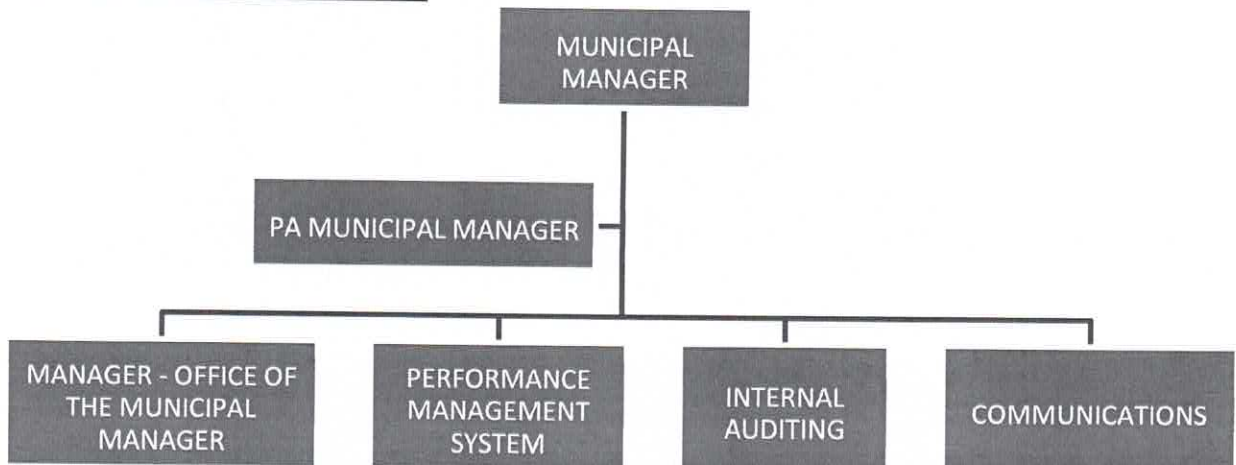 MUNICIPAL
MANAGER
PA MUNICIPAL MANAGER
MANAGER - OFFICE OF
THE MUNICIPAL
MANAGER
PERFORMANCE
MANAGEMENT
SYSTEM
INTERNAL
AUDITING
COMMUNICATIONS